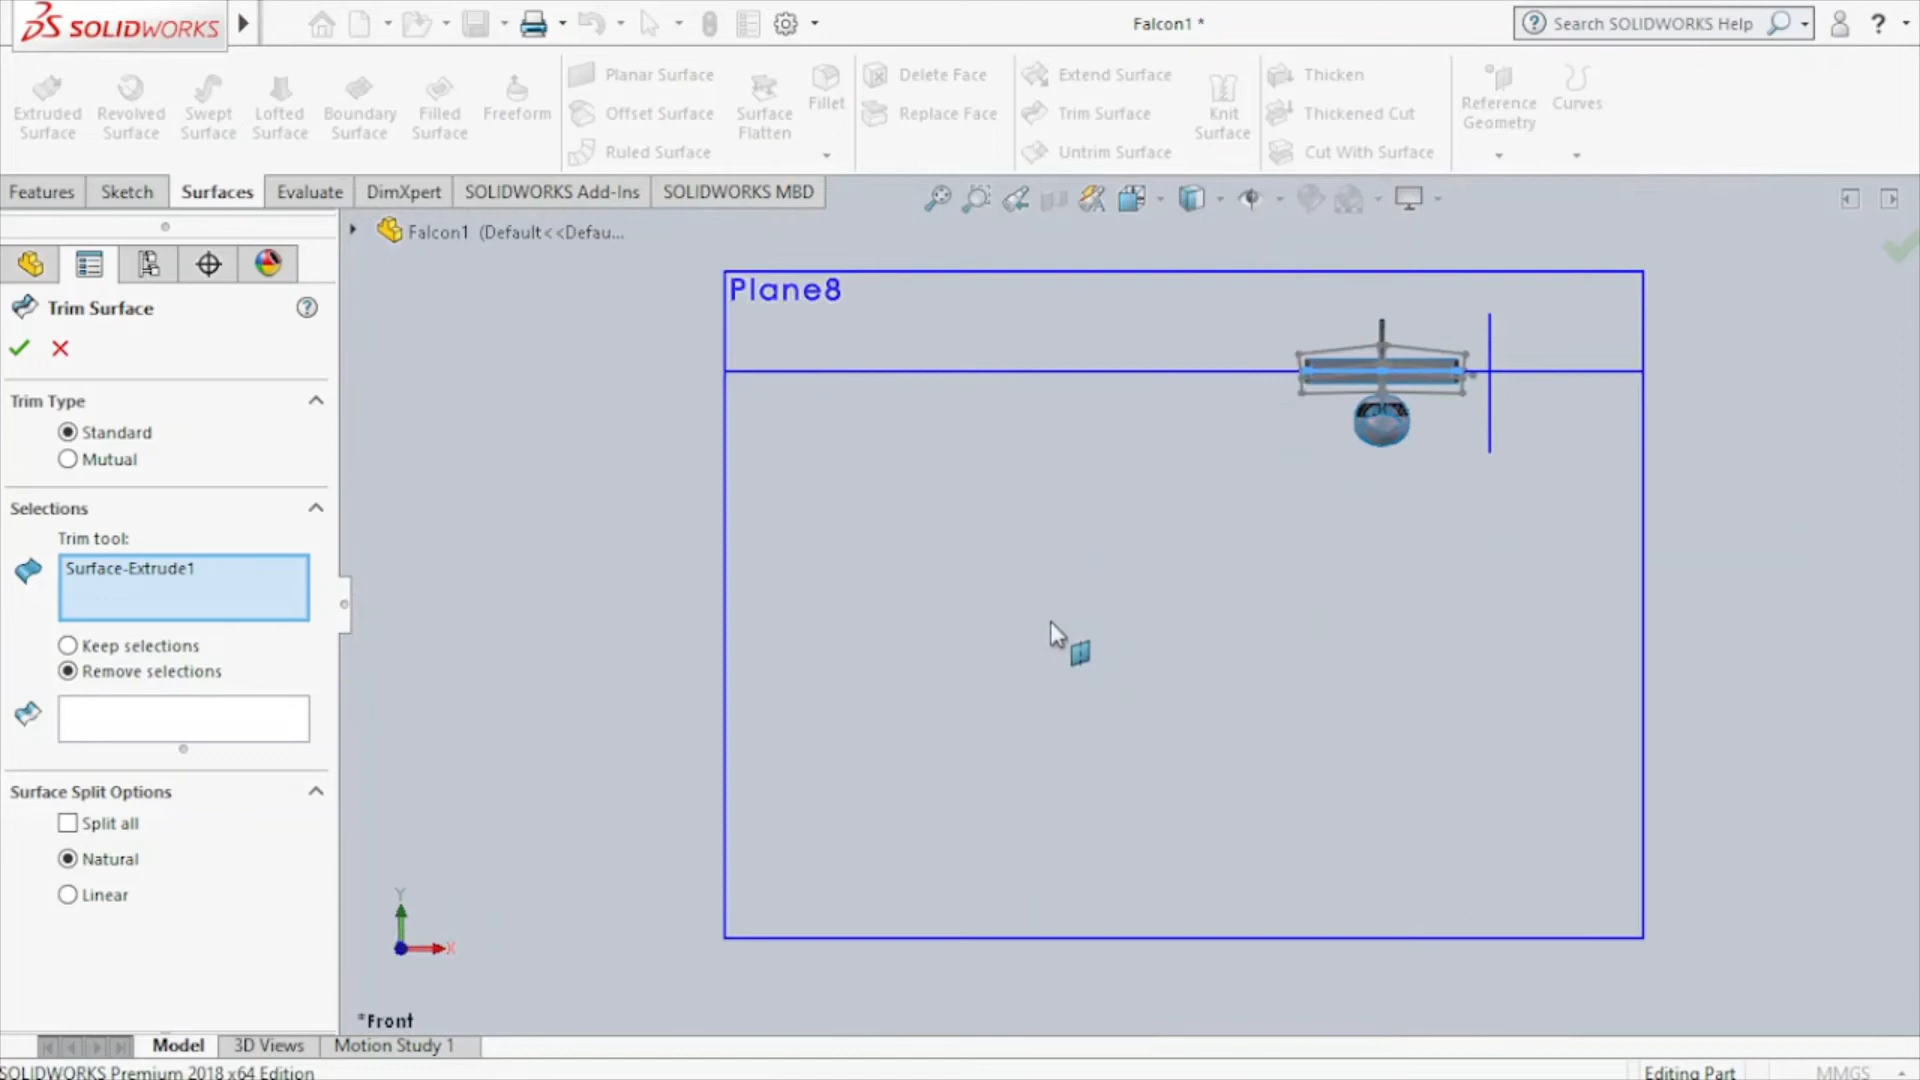 SOLIDWORKS
Falcon1 *
Search SOLIDWORKS Help
?
Extruded Surface
Revolved Surface
Swept Surface
Lofted Surface
Boundary Surface
Filled Surface
Freeform
Planar Surface
Offset Surface
Ruled Surface
Surface Flatten
Fillet
Delete Face
Replace Face
Extend Surface
Trim Surface
Untrim Surface
Knit Surface
Thicken
Thickened Cut
Cut With Surface
Reference Geometry
Curves
Features Sketch Surfaces Evaluate DimXpert SOLIDWORKS Add-Ins SOLIDWORKS MBD
Falcon1 (Default<<Defau...
Trim Surface
Trim Type
Standard
Mutual
Selections
Trim tool:
Surface-Extrude1
Keep selections
Remove selections
Surface Split Options
Split all
Natural
Linear
Plane8
Y
X
*Front
Model 3D Views Motion Study 1
SOLIDWORKS Premium 2018 x64 Edition
Editing Part
MMGS